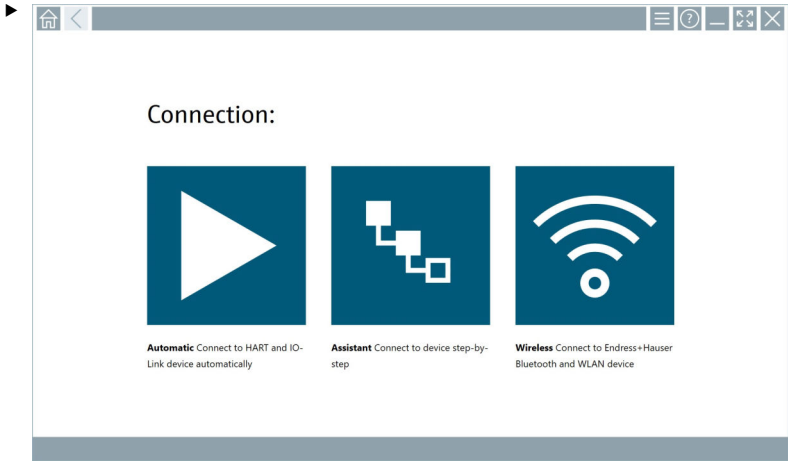 Connection:
Automatic Connect to HART and IO-
Link device automatically
Assistant Connect to device step-by-
step
Wireless Connect to Endress+Hauser
Bluetooth and WLAN device